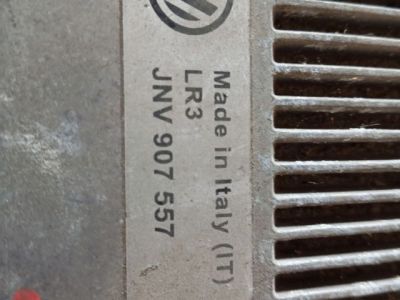 Made in Italy (IT)
LR3
JNV 907 557